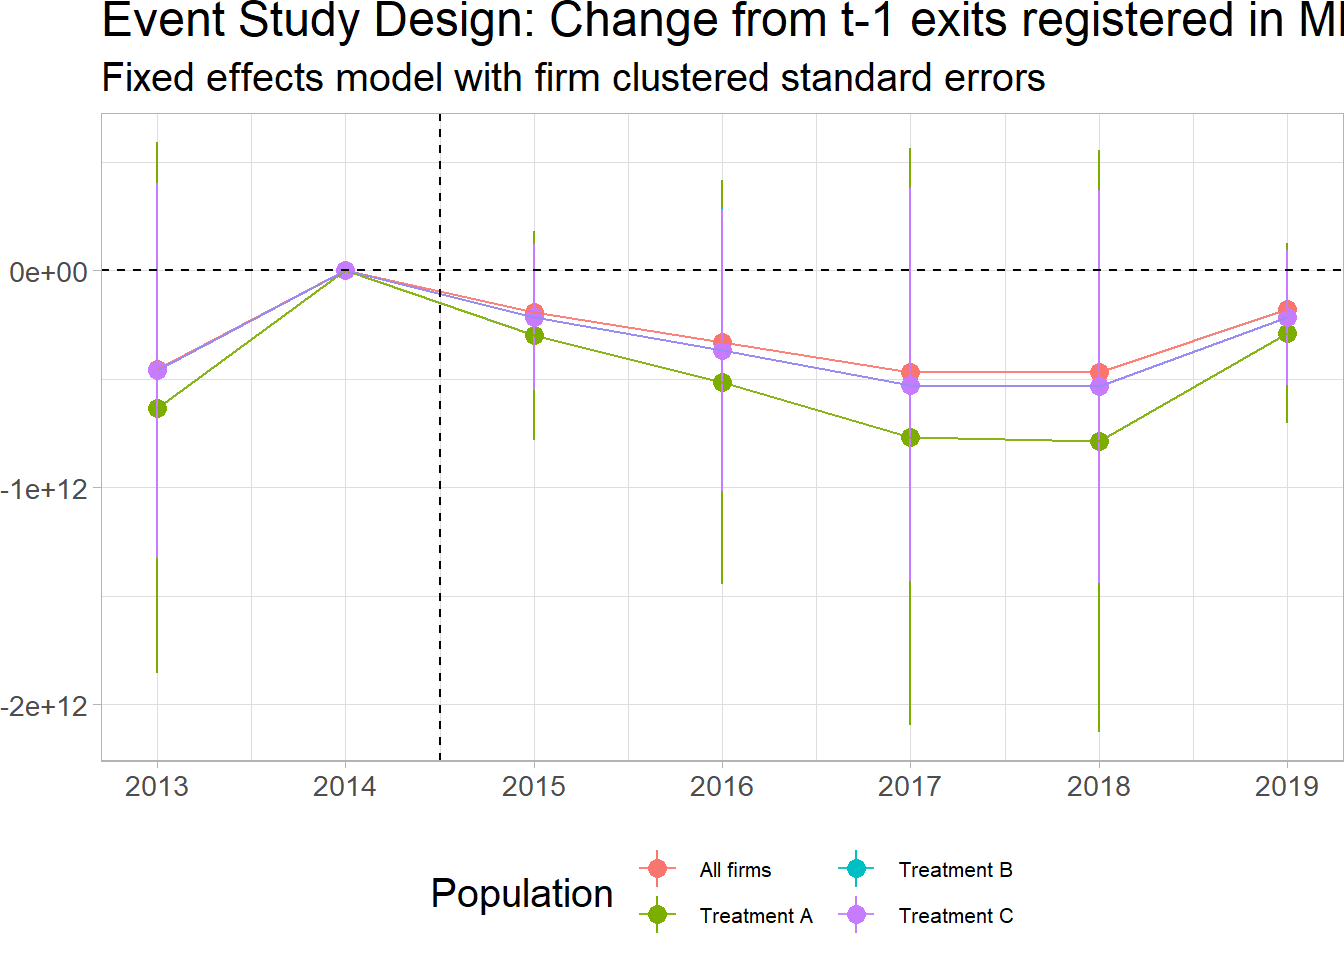 Event Study Design: Change from t-1 exits registered in
Fixed effects model with firm clustered standard errors
0e+00
-1e+12
-2e+12
2013 2014 2015 2016 2017 2018 2019
Population
All firms Treatment B
Treatment A Treatment C